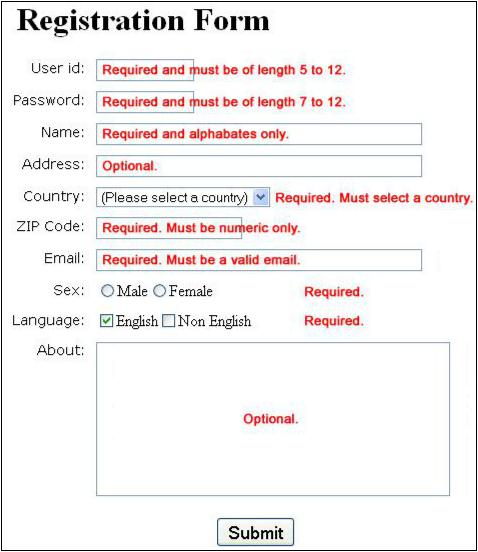 Registration Form
User id: Required and must be of length 5 to 12.
Password: Required and must be of length 7 to 12.
Name: Required and alphabates only.
Address: Optional.
Country: (Please select a country) Required. Must select a country.
ZIP Code: Required. Must be numeric only.
Email: Required. Must be a valid email.
Sex: Male Female Required.
Language: English Non English Required.
About:
Optional.
Submit